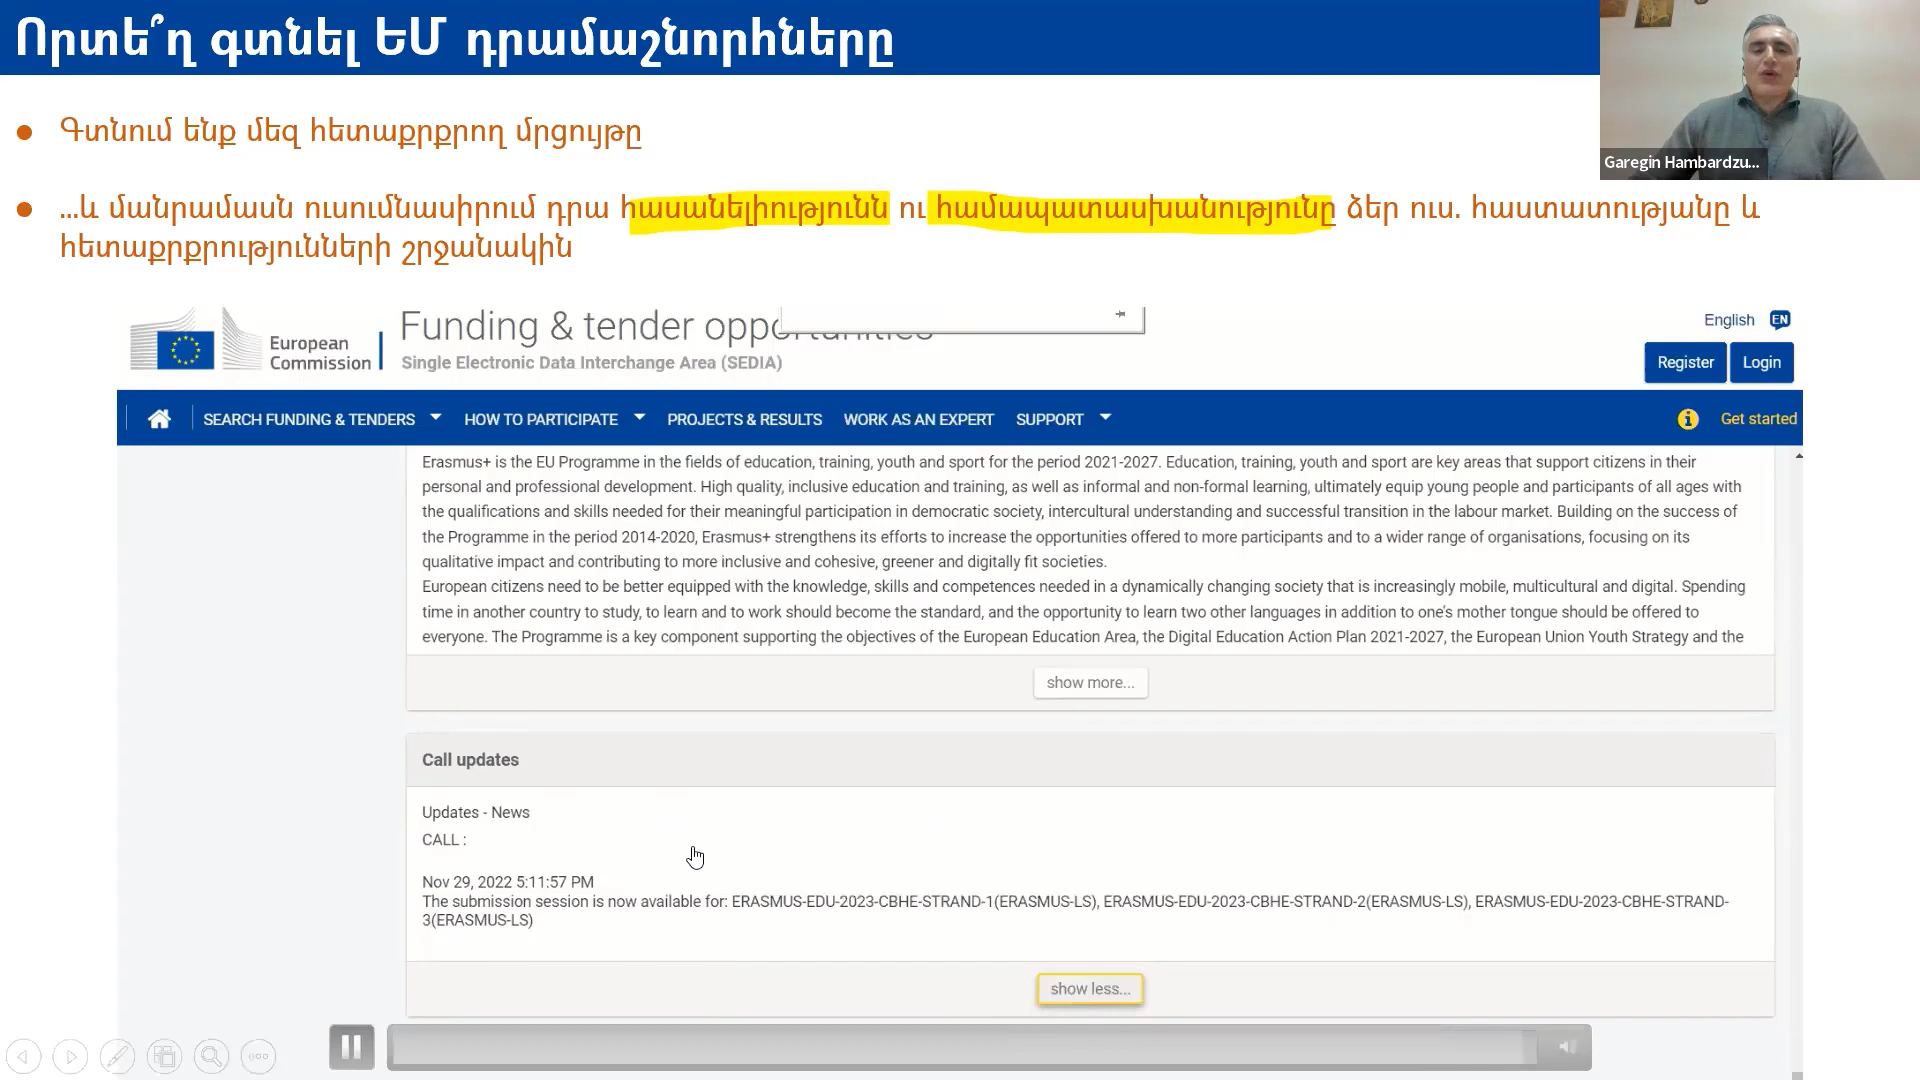 Որտե՞ղ գտնել ԵՄ դրամաշնորհները
Garegin Hambardzu...
● Գտնում ենք մեզ հետաքրքրող մրցույթը
● …և մանրամասն ուսումնասիրում դրա հասանելիությունն ու համապատասխանությունը ձեր ուս. հաստատությանը և
հետաքրքրությունների շրջանակին
European
Commission
Funding & tender opportunities
Single Electronic Data Interchange Area (SEDIA)
English EN
Register Login
SEARCH FUNDING & TENDERS HOW TO PARTICIPATE PROJECTS & RESULTS WORK AS AN EXPERT SUPPORT Get started
Erasmus+ is the EU Programme in the fields of education, training, youth and sport for the period 2021-2027. Education, training, youth and sport are key areas that support citizens in their
personal and professional development. High quality, inclusive education and training, as well as informal and non-formal learning, ultimately equip young people and participants of all ages with
the qualifications and skills needed for their meaningful participation in democratic society, intercultural understanding and successful transition in the labour market. Building on the success of
the Programme in the period 2014-2020, Erasmus+ strengthens its efforts to increase the opportunities offered to more participants and to a wider range of organisations, focusing on its
qualitative impact and contributing to more inclusive and cohesive, greener and digitally fit societies.
European citizens need to be better equipped with the knowledge, skills and competences needed in a dynamically changing society that is increasingly mobile, multicultural and digital. Spending
time in another country to study, to learn and to work should become the standard, and the opportunity to learn two other languages in addition to one's mother tongue should be offered to
everyone. The Programme is a key component supporting the objectives of the European Education Area, the Digital Education Action Plan 2021-2027, the European Union Youth Strategy and the
show more...
Call updates
Updates - News
CALL :
Nov 29, 2022 5:11:57 PM
The submission session is now available for: ERASMUS-EDU-2023-CBHE-STRAND-1(ERASMUS-LS), ERASMUS-EDU-2023-CBHE-STRAND-2(ERASMUS-LS), ERASMUS-EDU-2023-CBHE-STRAND-
3(ERASMUS-LS)
show less...